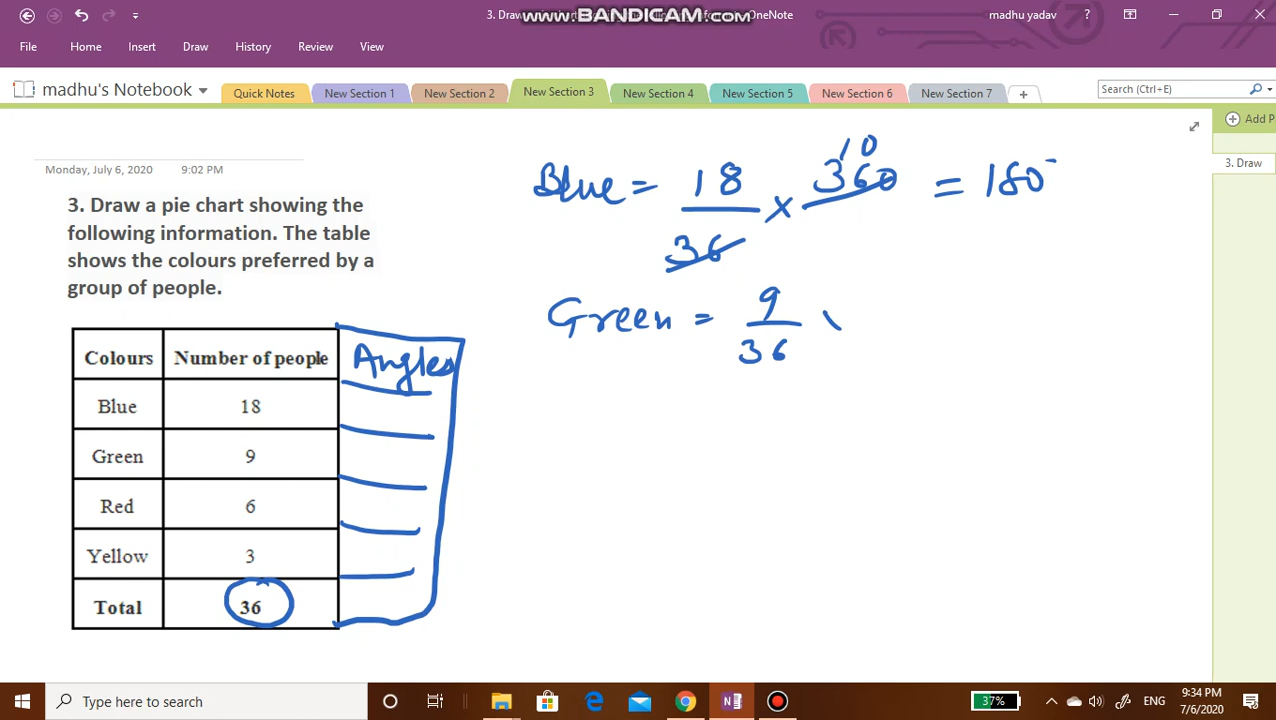 3. Draw
www.BANDICAM.com
OneNote
madhu yadav
File Home Insert Draw History Review View
madhu's Notebook
Quick Notes
New Section 1
New Section 2
New Section 3
New Section 4
New Section 5
New Section 6
New Section 7
Search (Ctrl+E)
Add P
3. Draw
Monday, July 6, 2020 9:02 PM
3. Draw a pie chart showing the
following information. The table
shows the colours preferred by a
group of people.
Colours Number of people Angles
Blue 18
Green 9
Red 6
Yellow 3
Total 36
Blue = 18/36 × 360 = 180°
10
Green = 9/36
Type here to search
37%
ENG
9:34 PM
7/6/2020